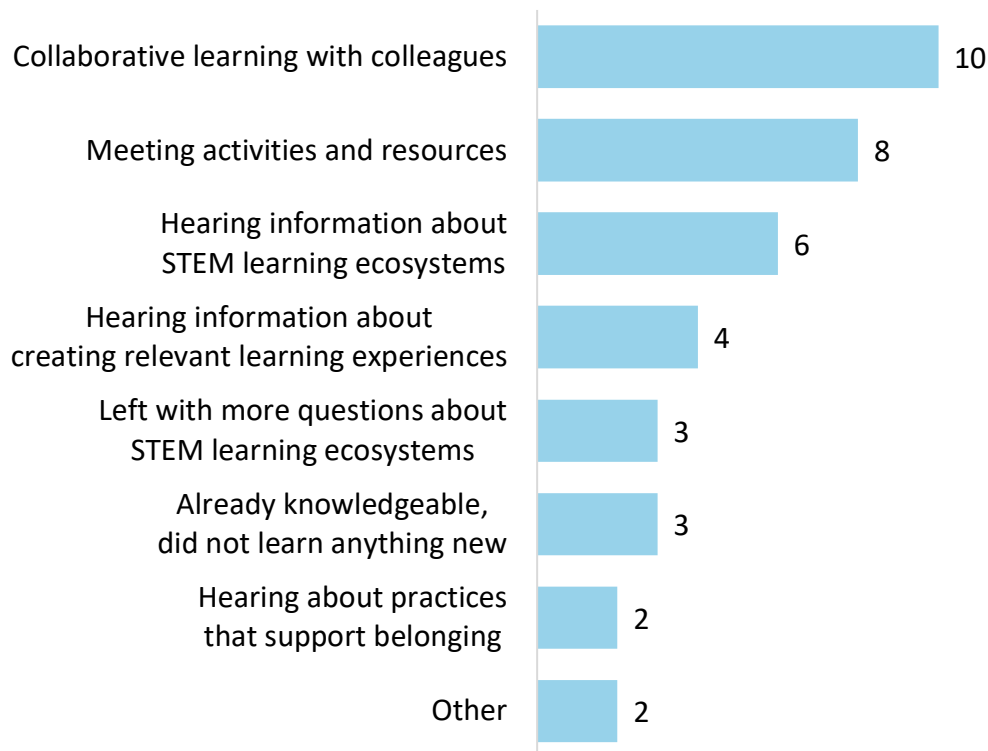 Collaborative learning with colleagues 10
Meeting activities and resources 8
Hearing information about
STEM learning ecosystems 6
Hearing information about
creating relevant learning experiences 4
Left with more questions about
STEM learning ecosystems 3
Already knowledgeable,
did not learn anything new 3
Hearing about practices
that support belonging 2
Other 2